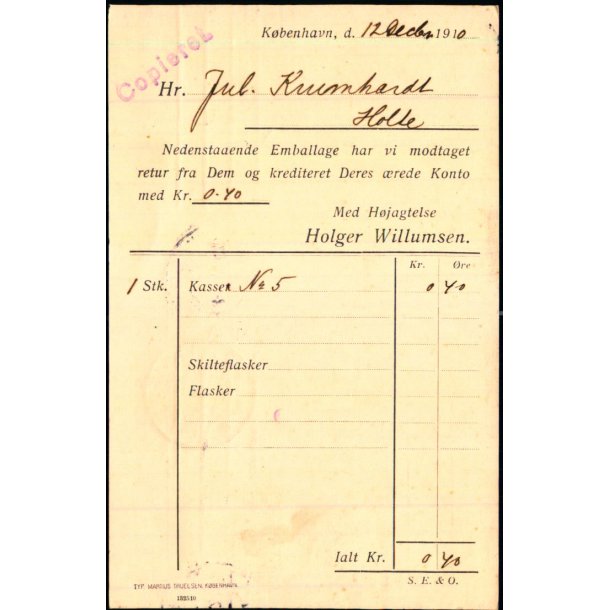 København, d. 12 Decbr 1910
Copieret
Hr. Jul. Krumhardt
Holte
Nedenstaaende Emballage har vi modtaget
retur fra Dem og krediteret Deres ærede Konto
med Kr. 0.40
Med Højagtelse
Holger Willumsen.
Kr. Øre
1 Stk. Kasser No 5 0 40
Skilteflasker
Flasker
Ialt Kr. 0 40
TYP. MARIUS TRUELSEN, KØBENHAVN.
S. E. & O.
182510